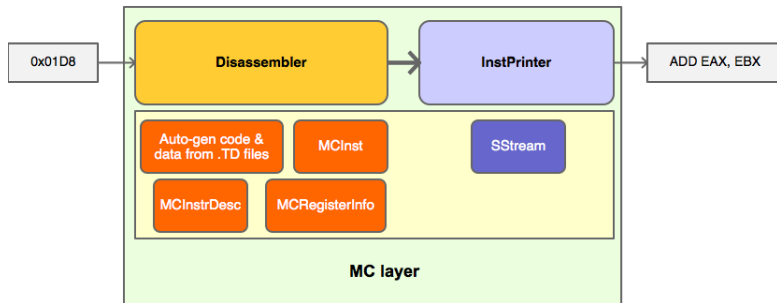 0x01D8
Disassembler
InstPrinter
ADD EAX, EBX
Auto-gen code &
data from .TD files
MCInst
SStream
MCInstrDesc
MCRegisterInfo
MC layer